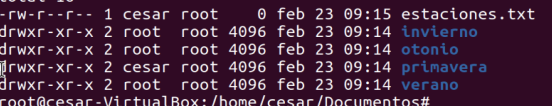 -rw-r--r-- 1 cesar root 0 feb 23 09:15 estaciones.txt
drwxr-xr-x 2 root root 4096 feb 23 09:14 invierno
drwxr-xr-x 2 root root 4096 feb 23 09:14 otonio
drwxr-xr-x 2 cesar root 4096 feb 23 09:14 primavera
drwxr-xr-x 2 root root 4096 feb 23 09:14 verano
root@cesar-VirtualBox:/home/cesar/Documentos#